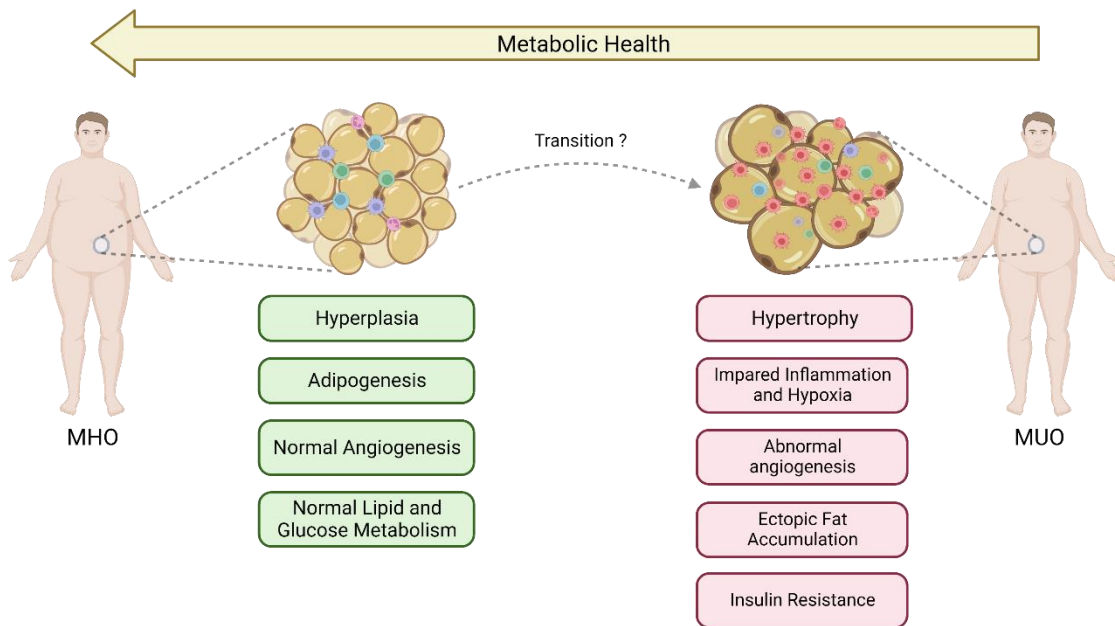 Metabolic Health
Transition ?
MHO
MUO
Hyperplasia
Adipogenesis
Normal Angiogenesis
Normal Lipid and
Glucose Metabolism
Hypertrophy
Impared Inflammation
and Hypoxia
Abnormal
angiogenesis
Ectopic Fat
Accumulation
Insulin Resistance